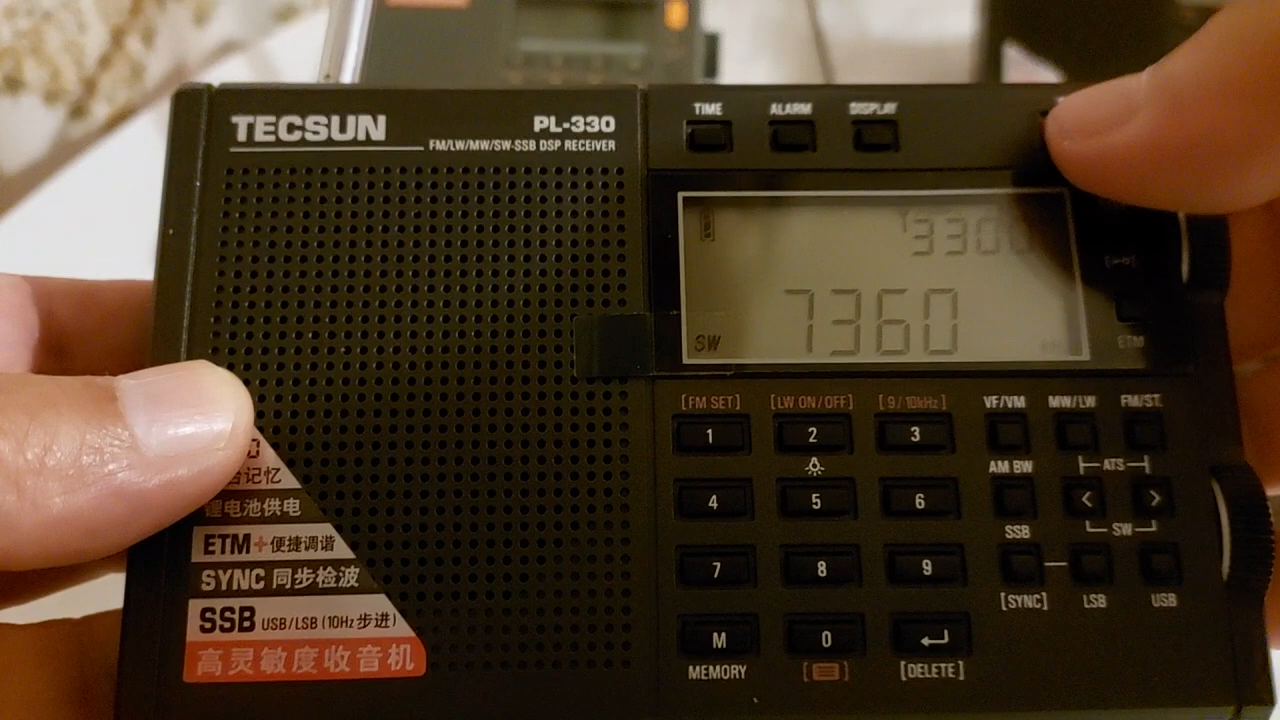 TECSUN
PL-330
FM/LW/MW/SW-SSB DSP RECEIVER
TIME
ALARM
DISPLAY
330
7360
SW
ETM
[FM SET]
[LW ON/OFF]
[9/10kHz]
VF/VM
MW/LW
FM/ST.
1
2
3
AM BW
ATS
4
5
6
<
>
SSB
SW
7
8
9
[SYNC]
LSB
USB
M
0
MEMORY
[DELETE]
记忆
锂电池供电
ETM+便捷调谐
SYNC 同步检波
SSB USB/LSB (10Hz 步进)
高灵敏度收音机